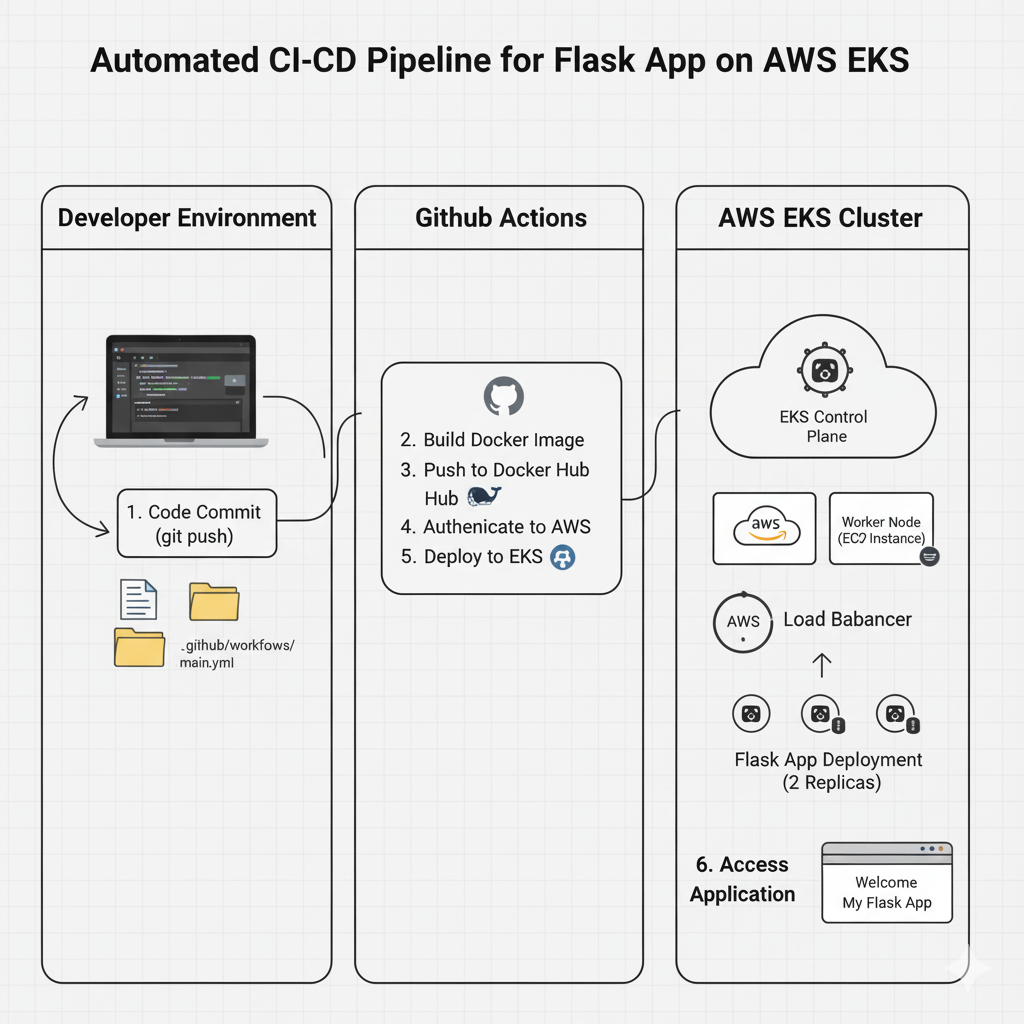 Automated CI-CD Pipeline for Flask App on AWS EKS
Developer Environment
1. Code Commit
(git push)
.github/workfows/
main.yml
Github Actions
2. Build Docker Image
3. Push to Docker Hub
Hub
4. Authenicate to AWS
5. Deploy to EKS
AWS EKS Cluster
EKS Control
Plane
aws
Worker Node
(EC2 Instance)
AWS
Load Babancer
Flask App Deployment
(2 Replicas)
6. Access
Application
Welcome
My Flask App